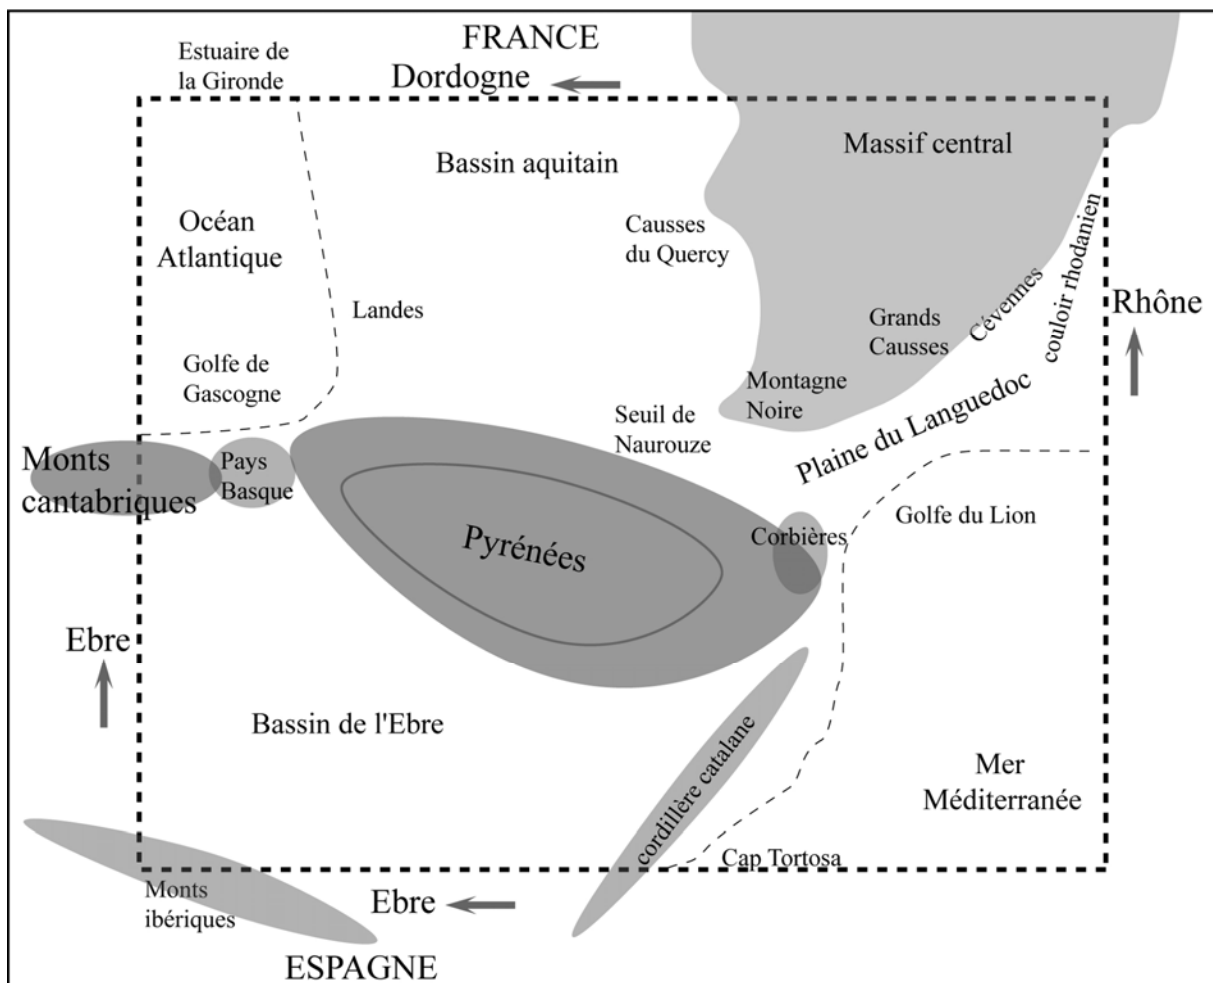 FRANCE
Estuaire de
la Gironde
Dordogne
Massif central
Bassin aquitain
Océan
Atlantique
Causses
du Quercy
couloir rhodanien
Cévennes
Rhône
Landes
Grands
Causses
Golfe de
Gascogne
Montagne
Noire
Seuil de
Naurouze
Plaine du Languedoc
Monts
cantabriques
Pays
Basque
Golfe du Lion
Corbières
Pyrénées
Ebre
Bassin de l'Ebre
cordillère catalane
Mer
Méditerranée
Cap Tortosa
Monts
ibériques
Ebre
ESPAGNE